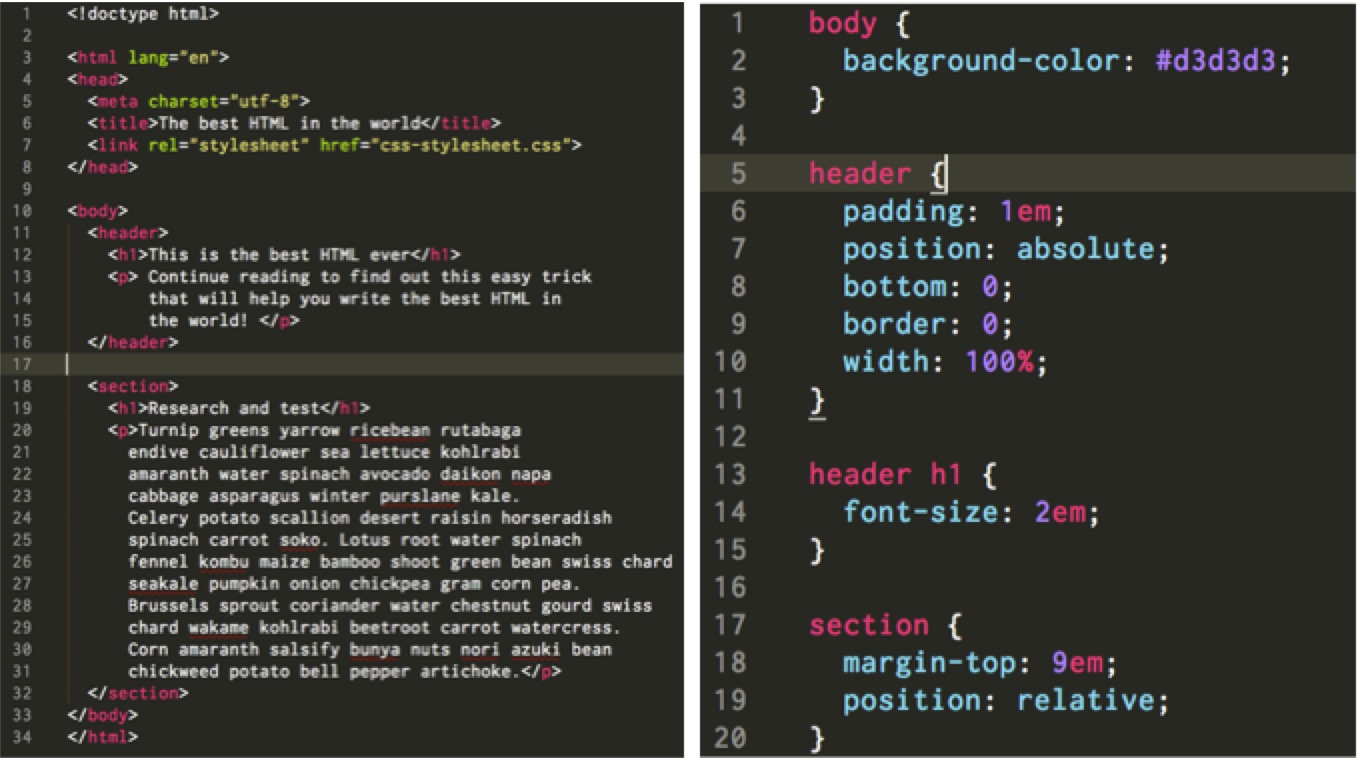 1 <!doctype html>
2
3 <html lang="en">
4 <head>
5 <meta charset="utf-8">
6 <title>The best HTML in the world</title>
7 <link rel="stylesheet" href="css-stylesheet.css">
8 </head>
9
10 <body>
11 <header>
12 <h1>This is the best HTML ever</h1>
13 <p> Continue reading to find out this easy trick
14 that will help you write the best HTML in
15 the world! </p>
16 </header>
17
18 <section>
19 <h1>Research and test</h1>
20 <p>Turnip greens yarrow ricebean rutabaga
21 endive cauliflower sea lettuce kohlrabi
22 amaranth water spinach avocado daikon napa
23 cabbage asparagus winter purslane kale.
24 Celery potato scallion desert raisin horseradish
25 spinach carrot soko. Lotus root water spinach
26 fennel kombu maize bamboo shoot green bean swiss chard
27 seakale pumpkin onion chickpea gram corn pea.
28 Brussels sprout coriander water chestnut gourd swiss
29 chard wakame kohlrabi beetroot carrot watercress.
30 Corn amaranth salsify bunya nuts nori azuki bean
31 chickweed potato bell pepper artichoke.</p>
32 </section>
33 </body>
34 </html>
1 body {
2 background-color: #d3d3d3;
3 }
4
5 header {
6 padding: 1em;
7 position: absolute;
8 bottom: 0;
9 border: 0;
10 width: 100%;
11 }
12
13 header h1 {
14 font-size: 2em;
15 }
16
17 section {
18 margin-top: 9em;
19 position: relative;
20 }